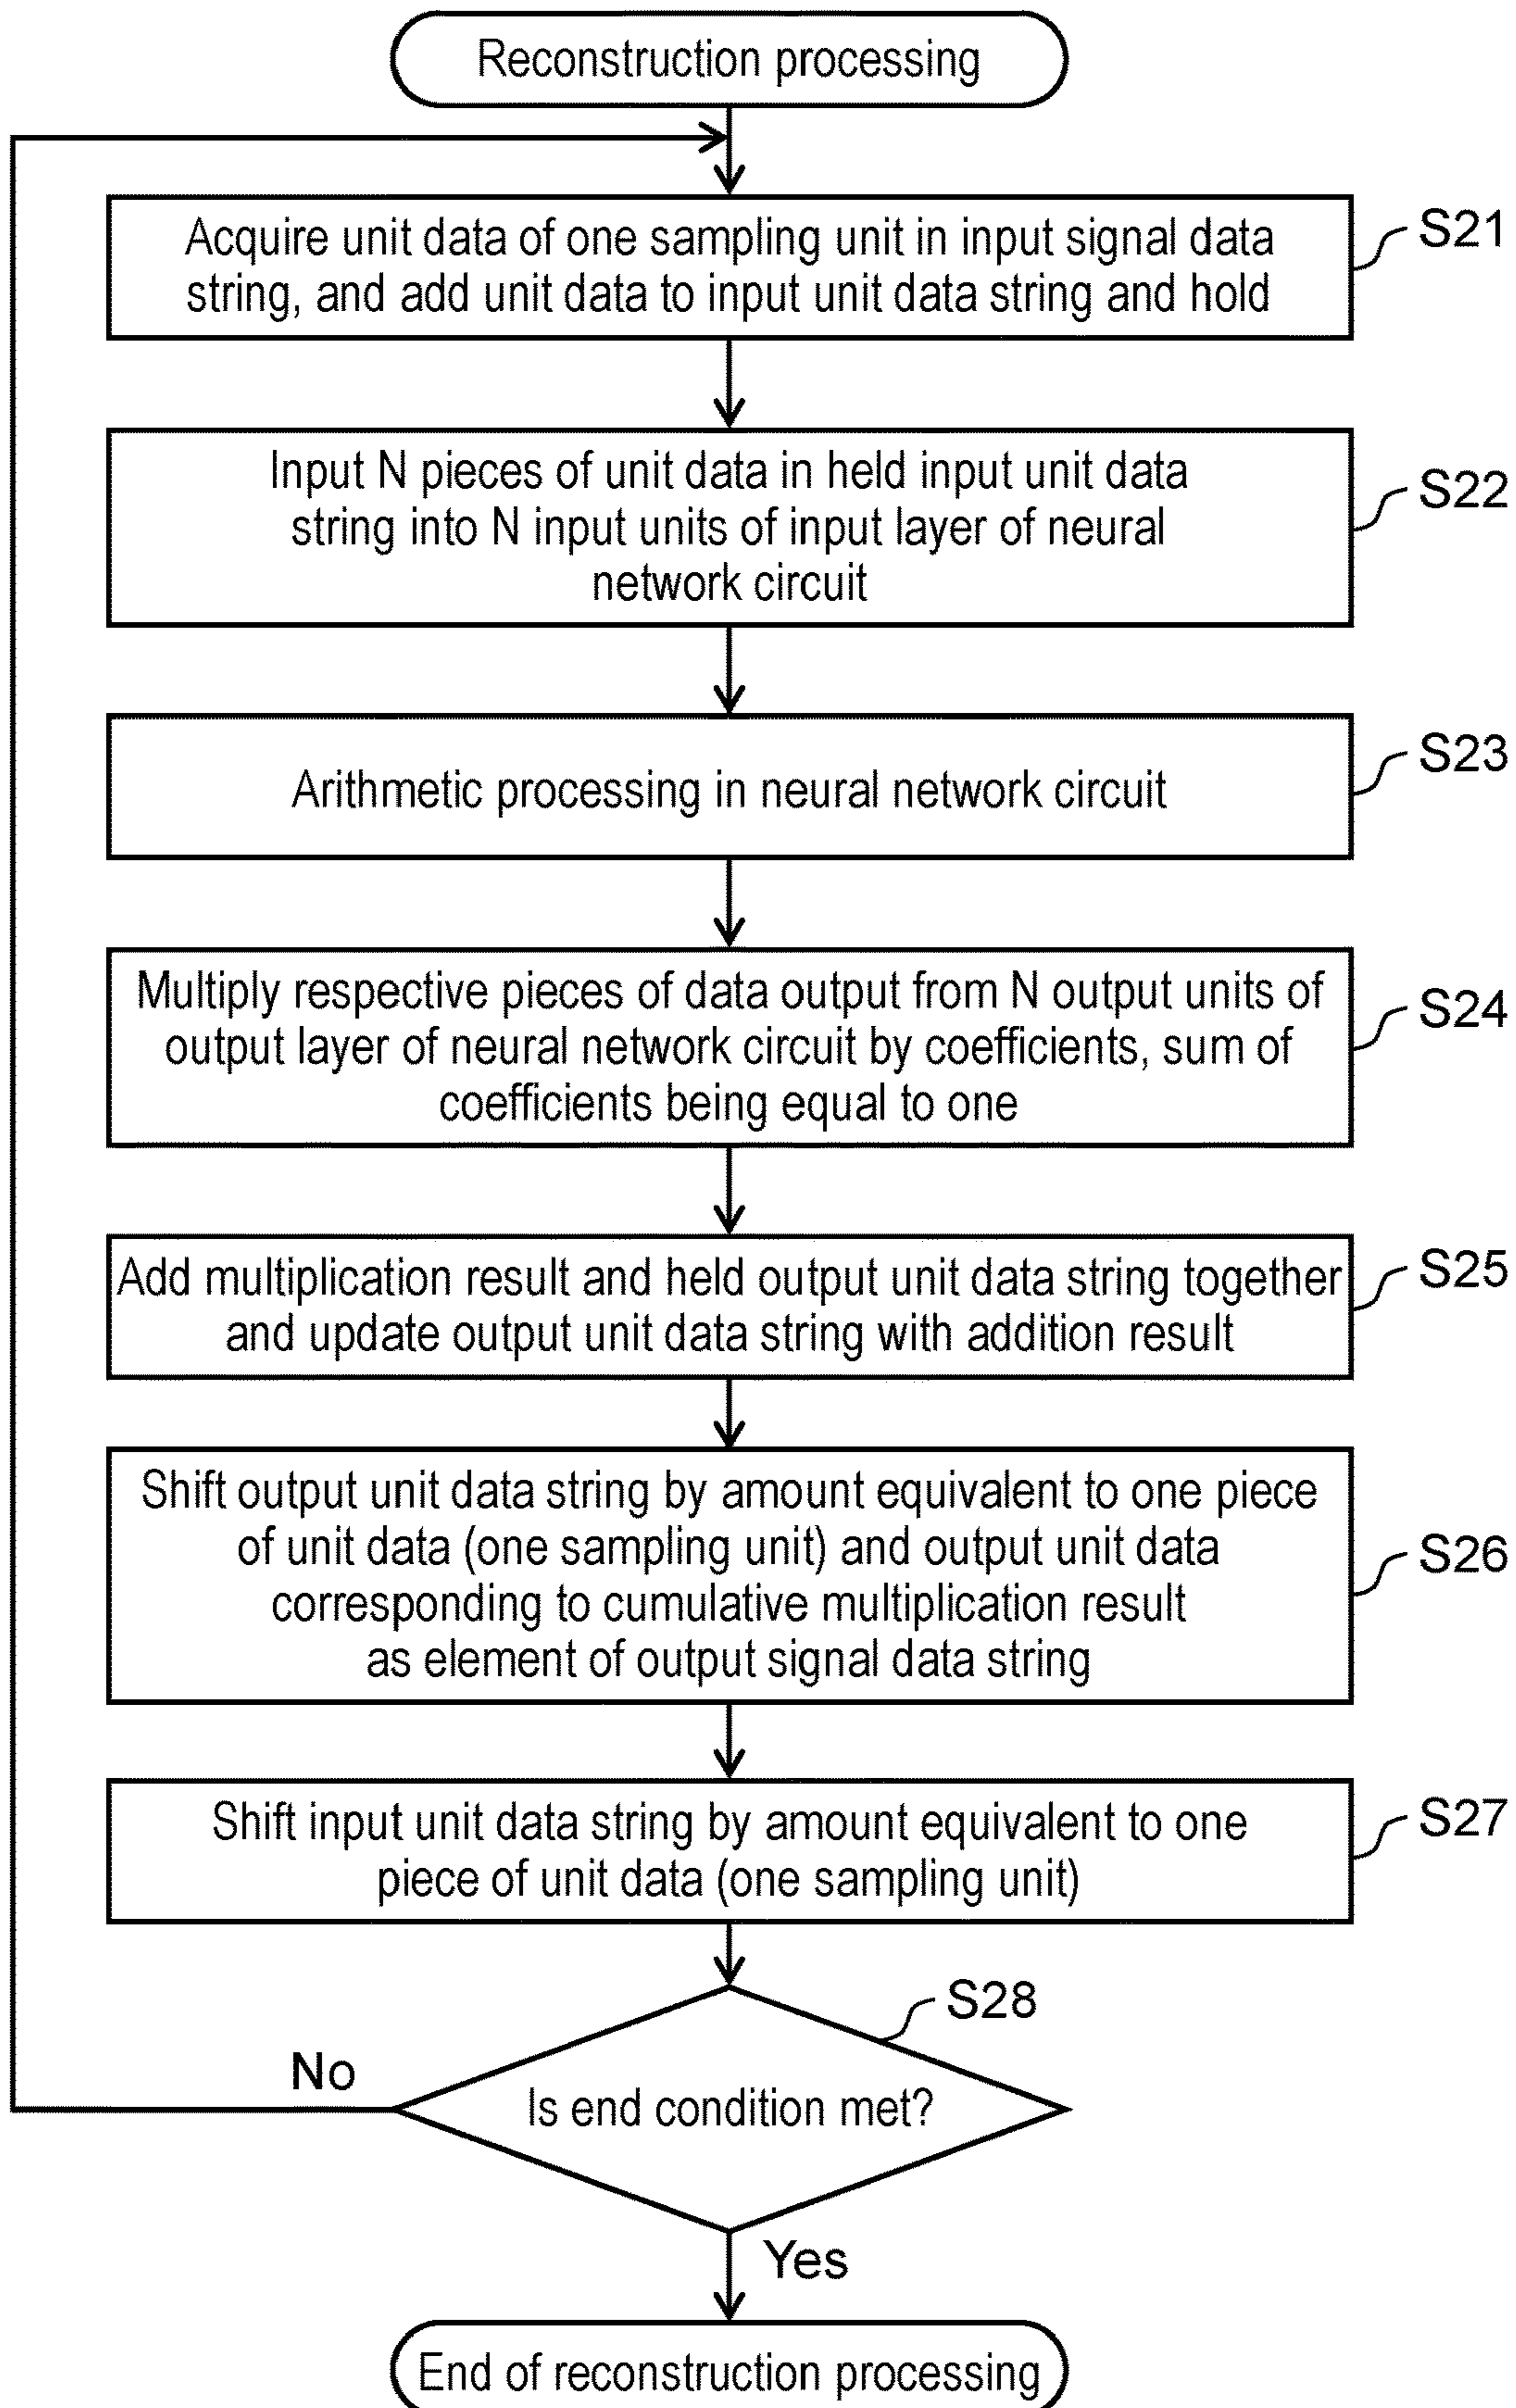 Reconstruction processing
Acquire unit data of one sampling unit in input signal data
string, and add unit data to input unit data string and hold
S21
Input N pieces of unit data in held input unit data
string into N input units of input layer of neural
network circuit
S22
Arithmetic processing in neural network circuit
S23
Multiply respective pieces of data output from N output units of
output layer of neural network circuit by coefficients, sum of
coefficients being equal to one
S24
Add multiplication result and held output unit data string together
and update output unit data string with addition result
S25
Shift output unit data string by amount equivalent to one piece
of unit data (one sampling unit) and output unit data
corresponding to cumulative multiplication result
as element of output signal data string
S26
Shift input unit data string by amount equivalent to one
piece of unit data (one sampling unit)
S27
S28
No
Is end condition met?
Yes
End of reconstruction processing